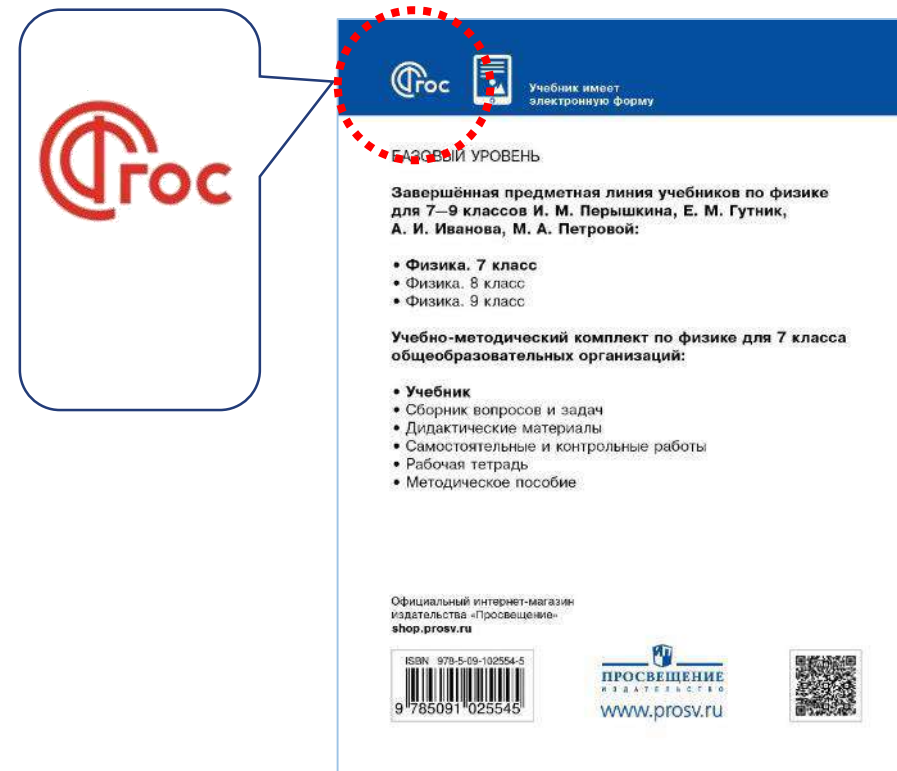 ФГОС
ФГОС
Учебник имеет
электронную форму
БАЗОВЫЙ УРОВЕНЬ
Завершённая предметная линия учебников по физике
для 7—9 классов И. М. Перышкина, Е. М. Гутник,
А. И. Иванова, М. А. Петровой:
• Физика. 7 класс
• Физика. 8 класс
• Физика. 9 класс
Учебно-методический комплект по физике для 7 класса
общеобразовательных организаций:
• Учебник
• Сборник вопросов и задач
• Дидактические материалы
• Самостоятельные и контрольные работы
• Рабочая тетрадь
• Методическое пособие
Официальный интернет-магазин
издательства «Просвещение»
shop.prosv.ru
ISBN 978-5-09-102554-5
9 785091 025545
ПРОСВЕЩЕНИЕ
ИЗДАТЕЛЬСТВО
www.prosv.ru